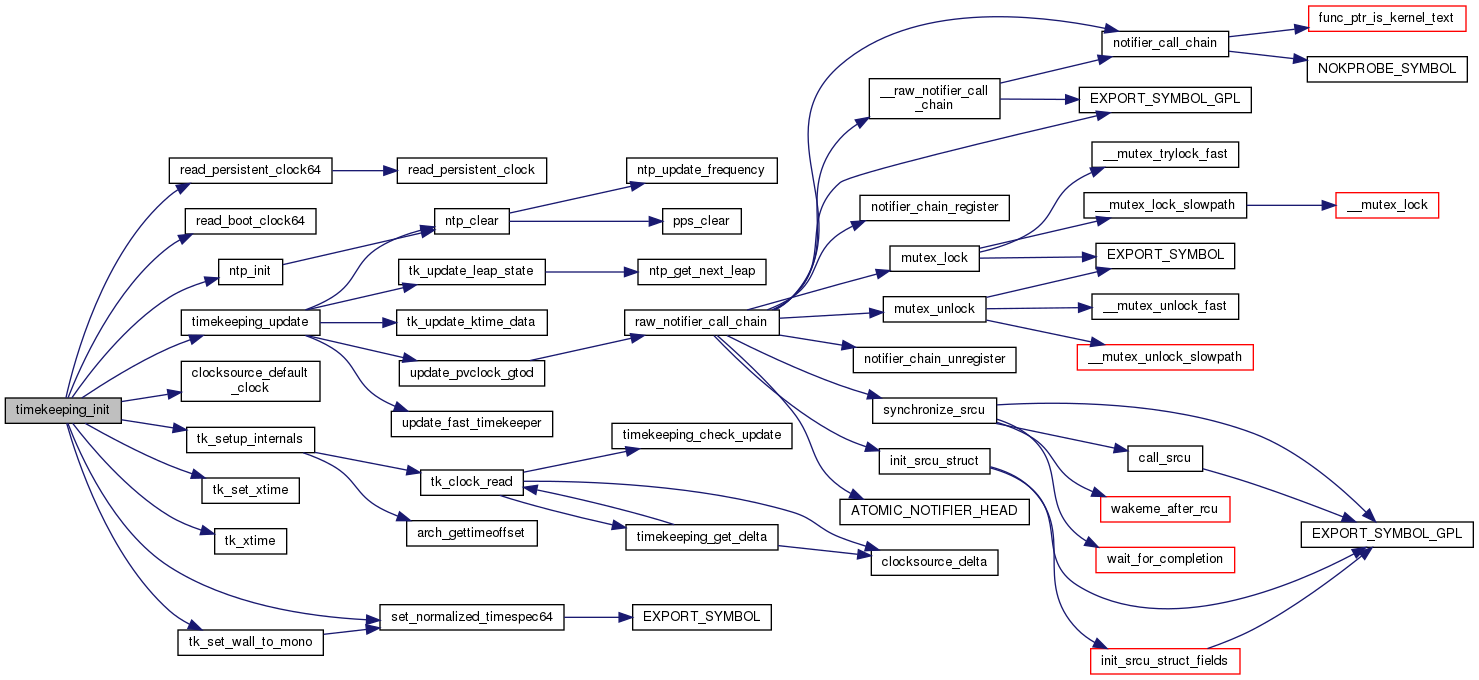 func_ptr_is_kernel_text
notifier_call_chain
NOKPROBE_SYMBOL
__raw_notifier_call
_chain
EXPORT_SYMBOL_GPL
__mutex_trylock_fast
read_persistent_clock64
read_persistent_clock
ntp_update_frequency
notifier_chain_register
__mutex_lock_slowpath
__mutex_lock
read_boot_clock64
ntp_clear
pps_clear
mutex_lock
EXPORT_SYMBOL
ntp_init
tk_update_leap_state
ntp_get_next_leap
mutex_unlock
__mutex_unlock_fast
timekeeping_update
tk_update_ktime_data
raw_notifier_call_chain
notifier_chain_unregister
__mutex_unlock_slowpath
clocksource_default
_clock
update_pvclock_gtod
timekeeping_init
update_fast_timekeeper
synchronize_srcu
tk_setup_internals
timekeeping_check_update
init_srcu_struct
call_srcu
tk_set_xtime
tk_clock_read
ATOMIC_NOTIFIER_HEAD
wakeme_after_rcu
tk_xtime
arch_gettimeoffset
timekeeping_get_delta
EXPORT_SYMBOL_GPL
clocksource_delta
wait_for_completion
set_normalized_timespec64
EXPORT_SYMBOL
tk_set_wall_to_mono
init_srcu_struct_fields